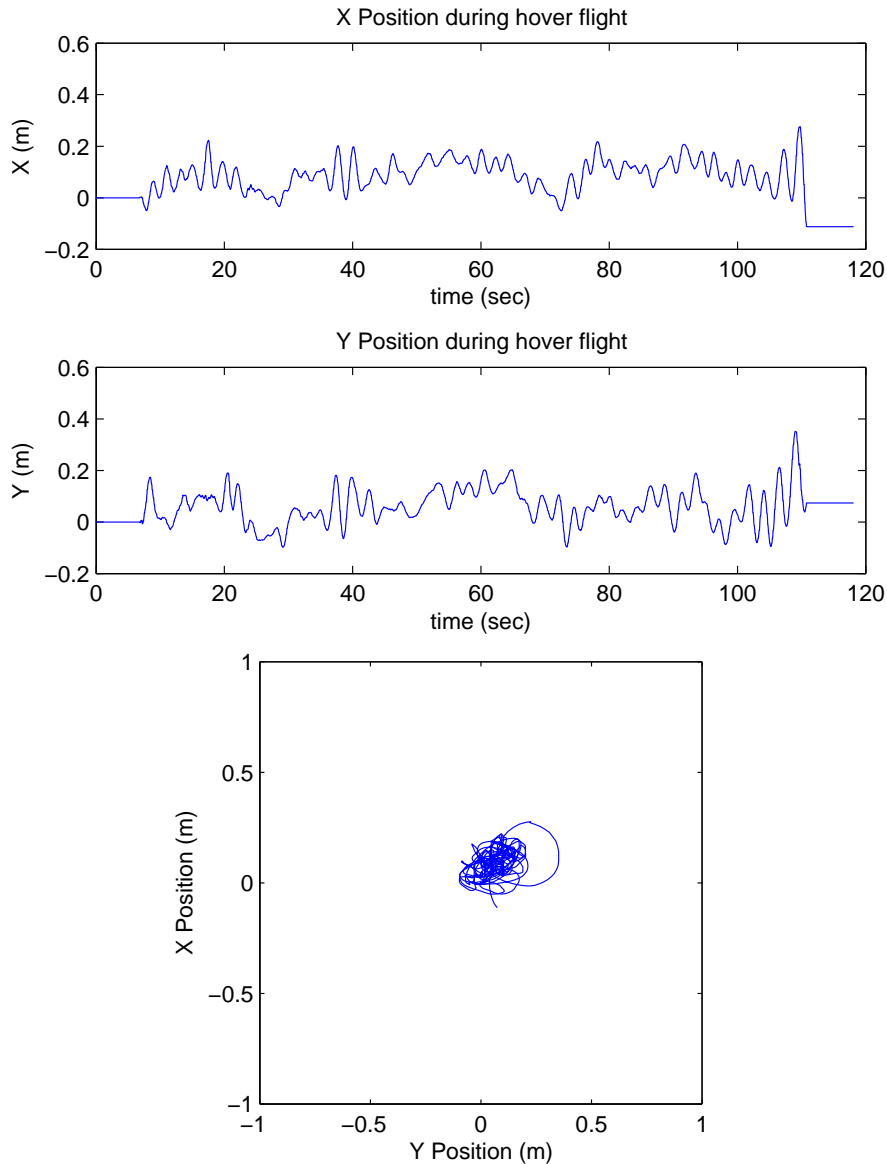 X Position during hover flight
0.6
0.4
0.2
0
−0.2
X (m)
0 20 40 60 80 100 120
time (sec)
Y Position during hover flight
0.6
0.4
0.2
0
−0.2
Y (m)
0 20 40 60 80 100 120
time (sec)
1
0.5
0
−0.5
−1
X Position (m)
−1 −0.5 0 0.5 1
Y Position (m)